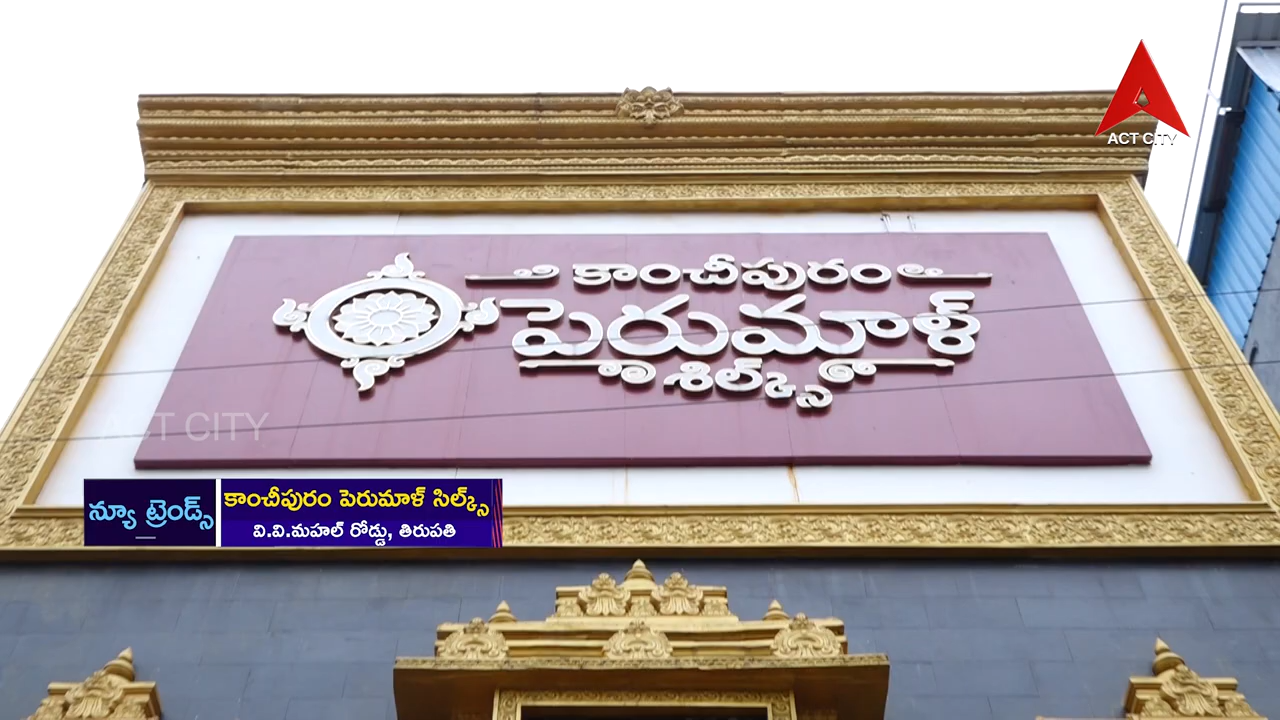 ACT CITY
కాంచీపురం
పెరుమాళ్
శిల్క్స్
ACT CITY
న్యూ ట్రెండ్స్
కాంచీపురం పెరుమాళ్ సిల్క్స్
వి.వి.మహల్ రోడ్డు, తిరుపతి